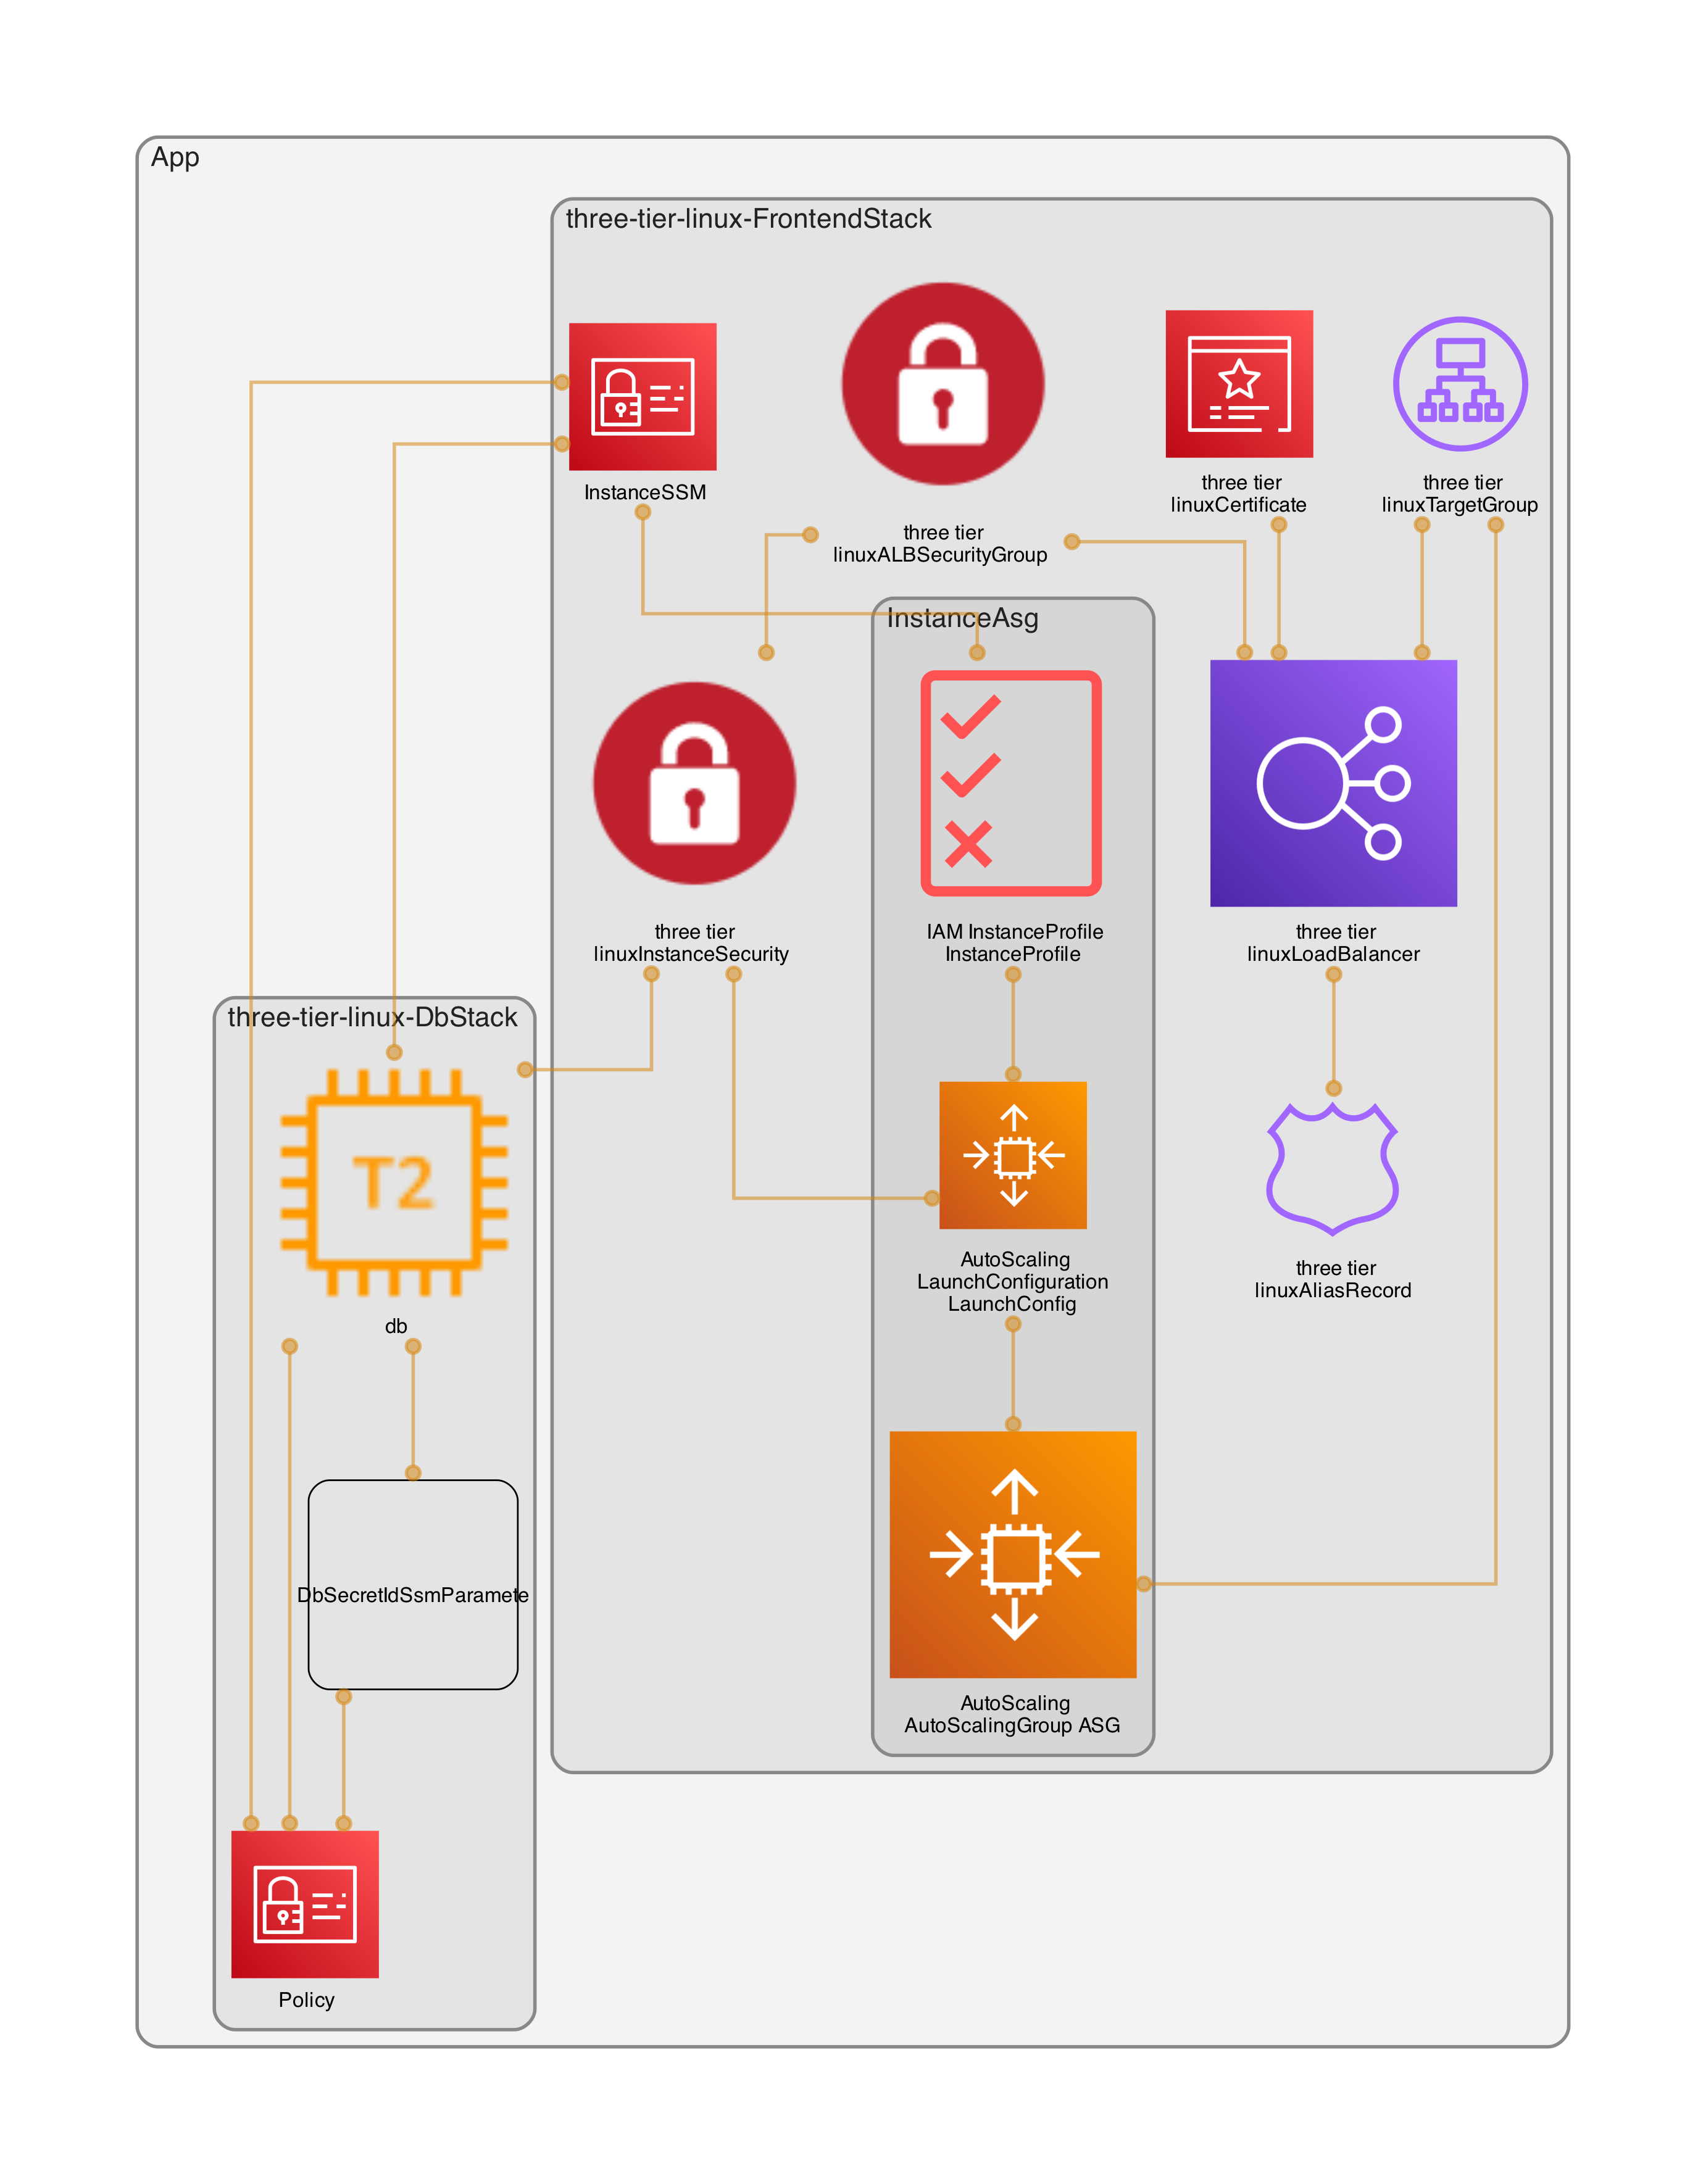 App
three-tier-linux-FrontendStack
InstanceSSM
three tier
linuxALBSecurityGroup
three tier
linuxCertificate
three tier
linuxTargetGroup
InstanceAsg
three tier
linuxInstanceSecurity
IAM InstanceProfile
InstanceProfile
three tier
linuxLoadBalancer
three-tier-linux-DbStack
T2
db
AutoScaling
LaunchConfiguration
LaunchConfig
three tier
linuxAliasRecord
DbSecretIdSsmParamete
AutoScaling
AutoScalingGroup ASG
Policy